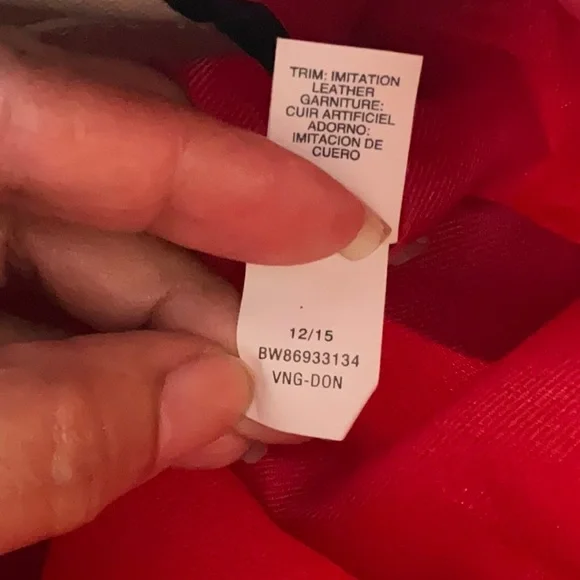 TRIM: IMITATION
LEATHER
GARNITURE:
CUIR ARTIFICIEL
ADORNO:
IMITACION DE
CUERO
12/15
BW86933134
VNG-DON